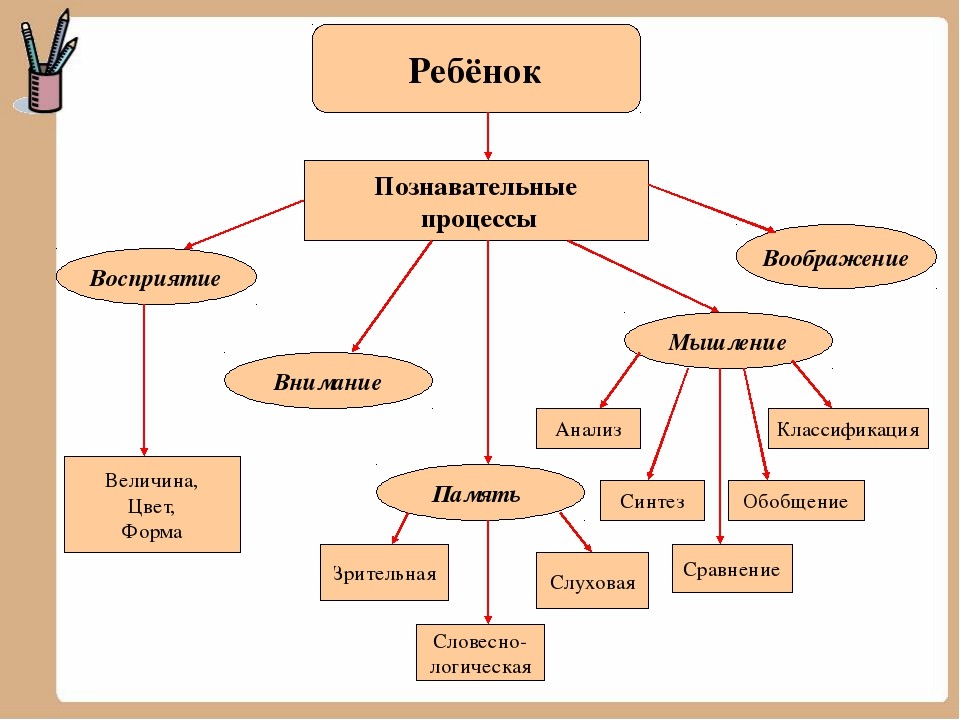 Ребёнок
Познавательные
процессы
Воображение
Восприятие
Мышление
Внимание
Анализ
Классификация
Величина,
Цвет,
Форма
Память
Синтез
Обобщение
Зрительная
Слуховая
Сравнение
Словесно-
логическая